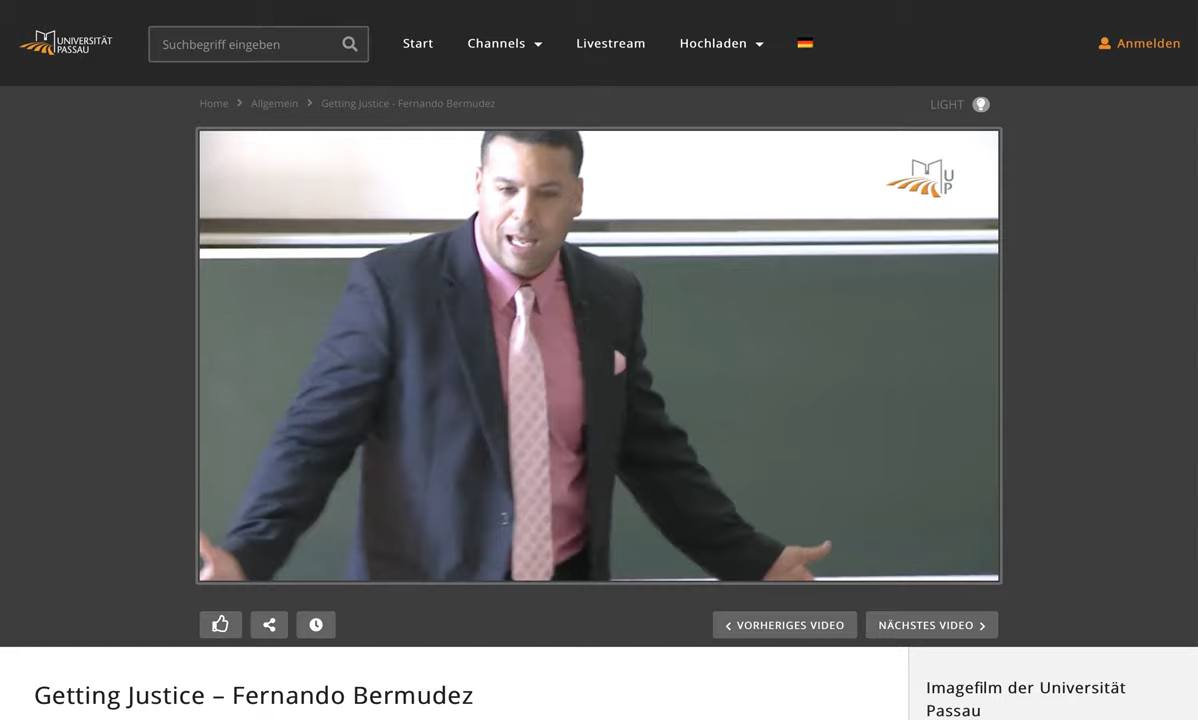 UNIVERSITÄT
PASSAU
Suchbegriff eingeben
Start
Channels
Livestream
Hochladen
Anmelden
Home > Allgemein > Getting Justice - Fernando Bermudez
LIGHT
U
P
VORHERIGES VIDEO
NÄCHSTES VIDEO
Getting Justice – Fernando Bermudez
Imagefilm der Universität
Passau